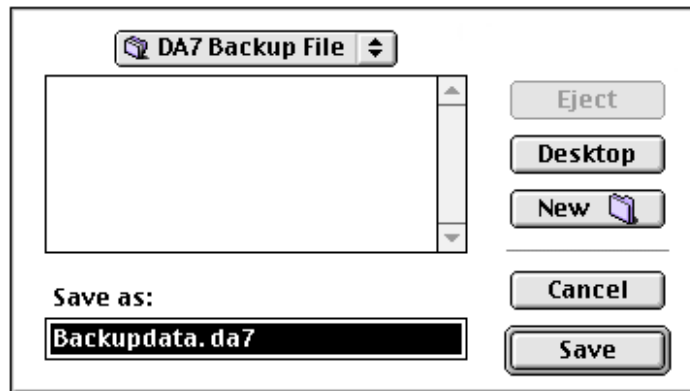 DA7 Backup File
Eject
Desktop
New
Save as:
Cancel
Backupdata.da7
Save